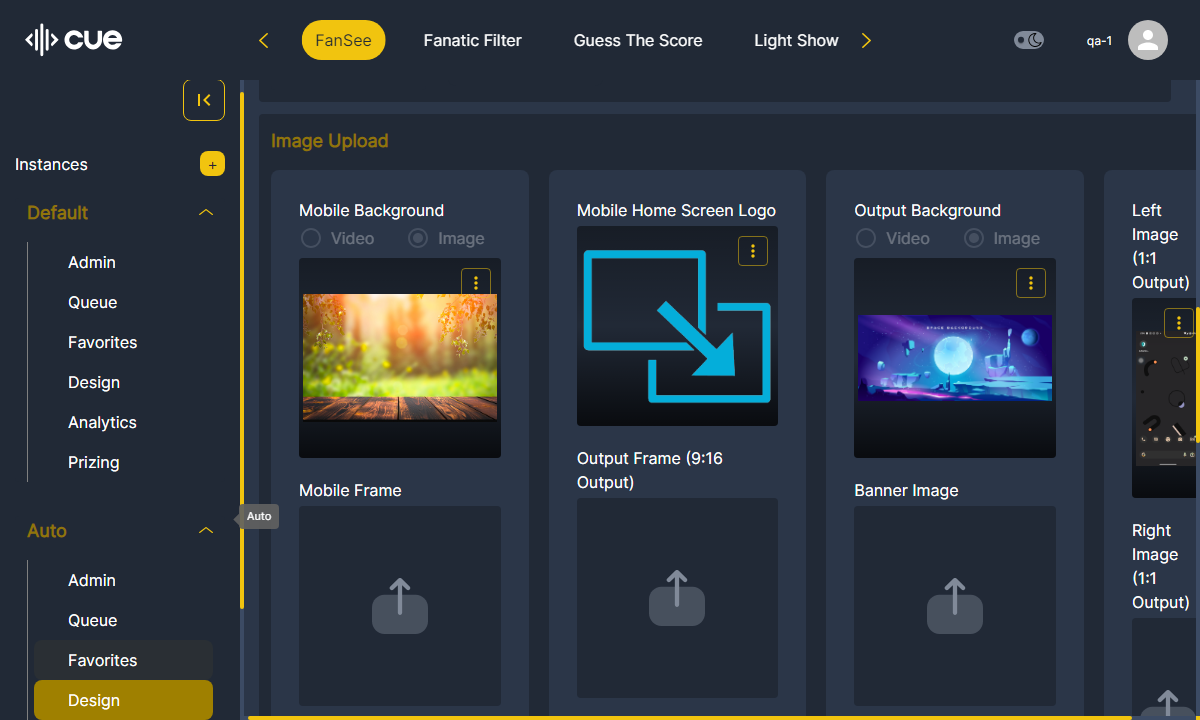 cue
FanSee
Fanatic Filter
Guess The Score
Light Show
qa-1
Instances
+
Default
Admin
Queue
Favorites
Design
Analytics
Prizing
Auto
Auto
Admin
Queue
Favorites
Design
Image Upload
Mobile Background
Video
Image
Mobile Frame
Mobile Home Screen Logo
Output Frame (9:16
Output)
Output Background
Video
Image
SPACE BACKGROUND
Banner Image
Left
Image
(1:1
Output)
Right
Image
(1:1
Output)